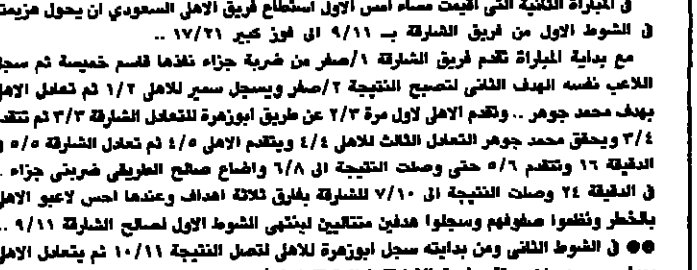 في المباراة الثانية التي اقيمت مساء امس الاول استطاع فريق الاهلي السعودي ان يحول هزيمته
في الشوط الاول من فريق الشارقة بـ ٩/١١ الى فوز كبير ١٧/٢١ ..
مع بداية المباراة تقدم فريق الشارقة ١/صفر من ضربة جزاء نفذها قاسم خميسة ثم سجل
اللاعب نفسه الهدف الثاني لتصبح النتيجة ٢/صفر ويسجل سمير للاهلي ١/٢ ثم تعادل الاهلي
بهدف محمد جوهر .. وتقدم الاهلي لاول مرة ٢/٣ عن طريق ابوزهرة للتعادل الشارقة ٣/٣ ثم تتقدم
٣/٤ ويحقق محمد جوهر التعادل الثالث للاهلي ٤/٤ ويتقدم الاهلي ٤/٥ ثم تعادل الشارقة ٥/٥ في
الدقيقة ١٦ وتتقدم ٥/٦ حتى وصلت النتيجة الى ٦/٨ واضاع صالح الطريقي ضربتي جزاء .
في الدقيقة ٢٤ وصلت النتيجة الى ٧/١٠ للشارقة بفارق ثلاثة اهداف وعندها احس لاعبو الاهلي
بالخطر ونظموا صفوفهم وسجلوا هدفين متتاليين لينتهي الشوط الاول لصالح الشارقة ٩/١١ ..
●● في الشوط الثاني ومن بدايته سجل ابوزهرة للاهلي لتصل النتيجة ١٠/١١ ثم يتعادل الاهلي